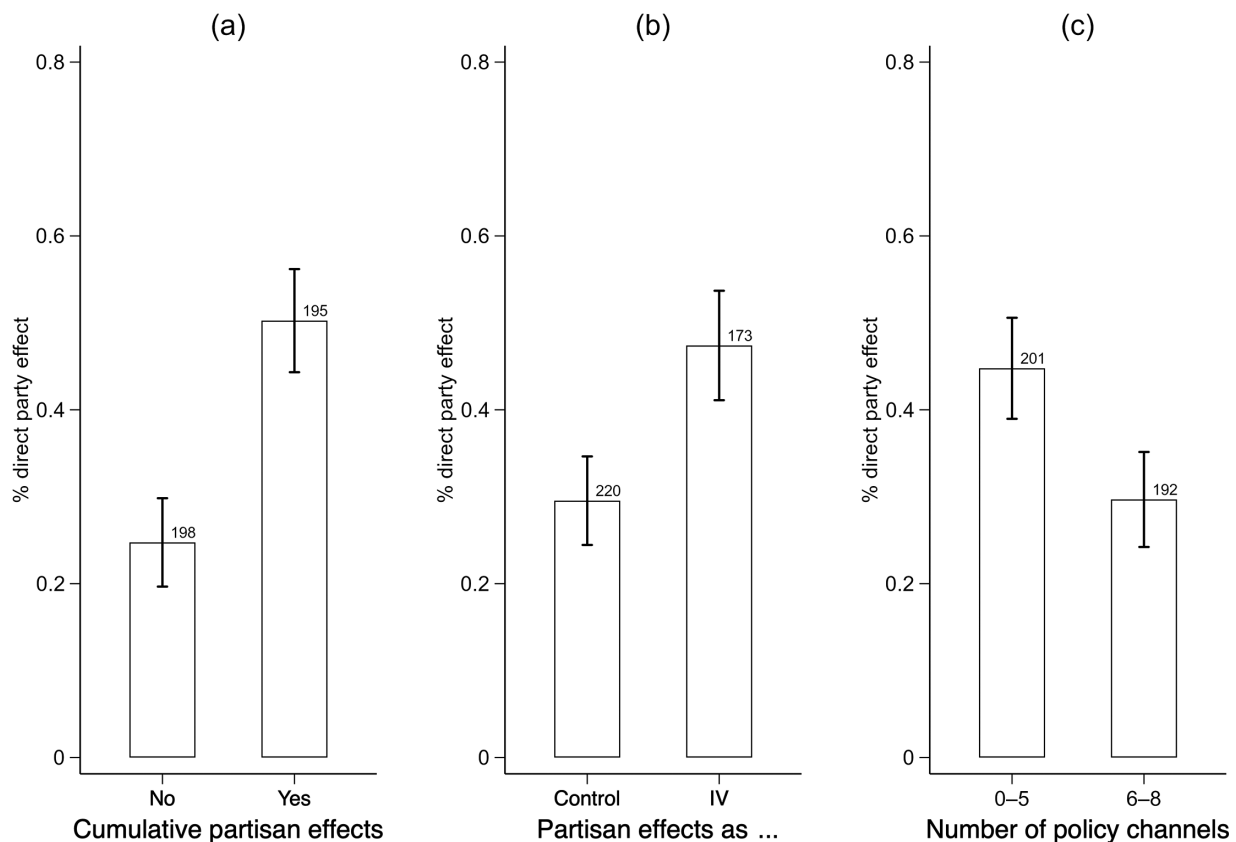 (a)
0.8
0.6
0.4
0.2
0
% direct party effect
198
195
No
Yes
Cumulative partisan effects
(b)
0.8
0.6
0.4
0.2
0
% direct party effect
220
173
Control
IV
Partisan effects as ...
(c)
0.8
0.6
0.4
0.2
0
% direct party effect
201
192
0–5
6–8
Number of policy channels